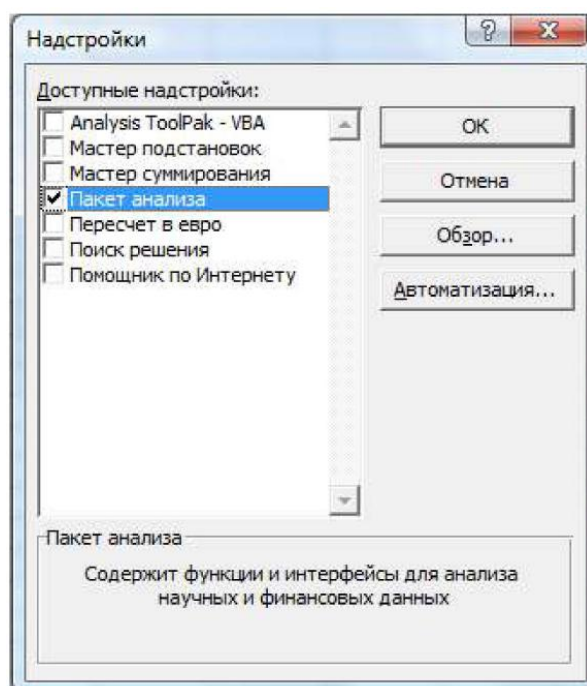 Надстройки
Доступные надстройки:
Analysis ToolPak - VBA
Мастер подстановок
Мастер суммирования
Пакет анализа
Пересчет в евро
Поиск решения
Помощник по Интернету
ОК
Отмена
Обзор...
Автоматизация...
Пакет анализа
Содержит функции и интерфейсы для анализа
научных и финансовых данных